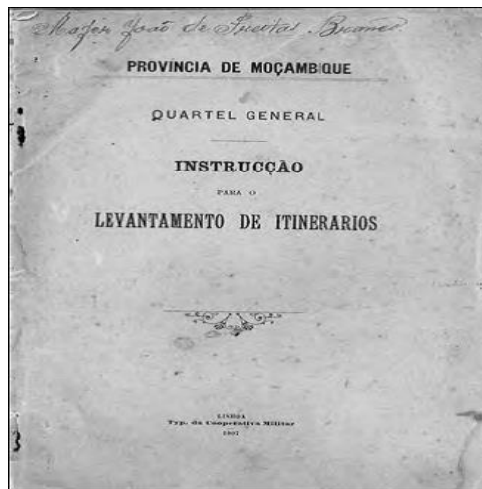 Major João de Freitas Branco
PROVINCIA DE MOÇAMBIQUE
QUARTEL GENERAL
INSTRUCÇÃO
PARA O
LEVANTAMENTO DE ITINERARIOS
LISBOA
Typ. da Cooperativa Militar